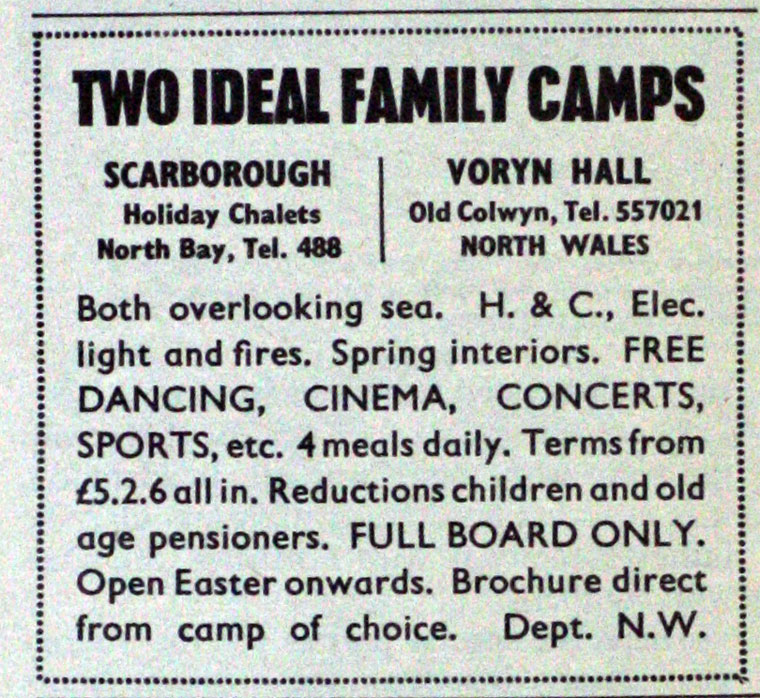 TWO IDEAL FAMILY CAMPS
SCARBOROUGH
Holiday Chalets
North Bay, Tel. 488
VORYN HALL
Old Colwyn, Tel. 557021
NORTH WALES
Both overlooking sea. H. & C., Elec.
light and fires. Spring interiors. FREE
DANCING, CINEMA, CONCERTS,
SPORTS, etc. 4 meals daily. Terms from
£5.2.6 all in. Reductions children and old
age pensioners. FULL BOARD ONLY.
Open Easter onwards. Brochure direct
from camp of choice. Dept. N.W.